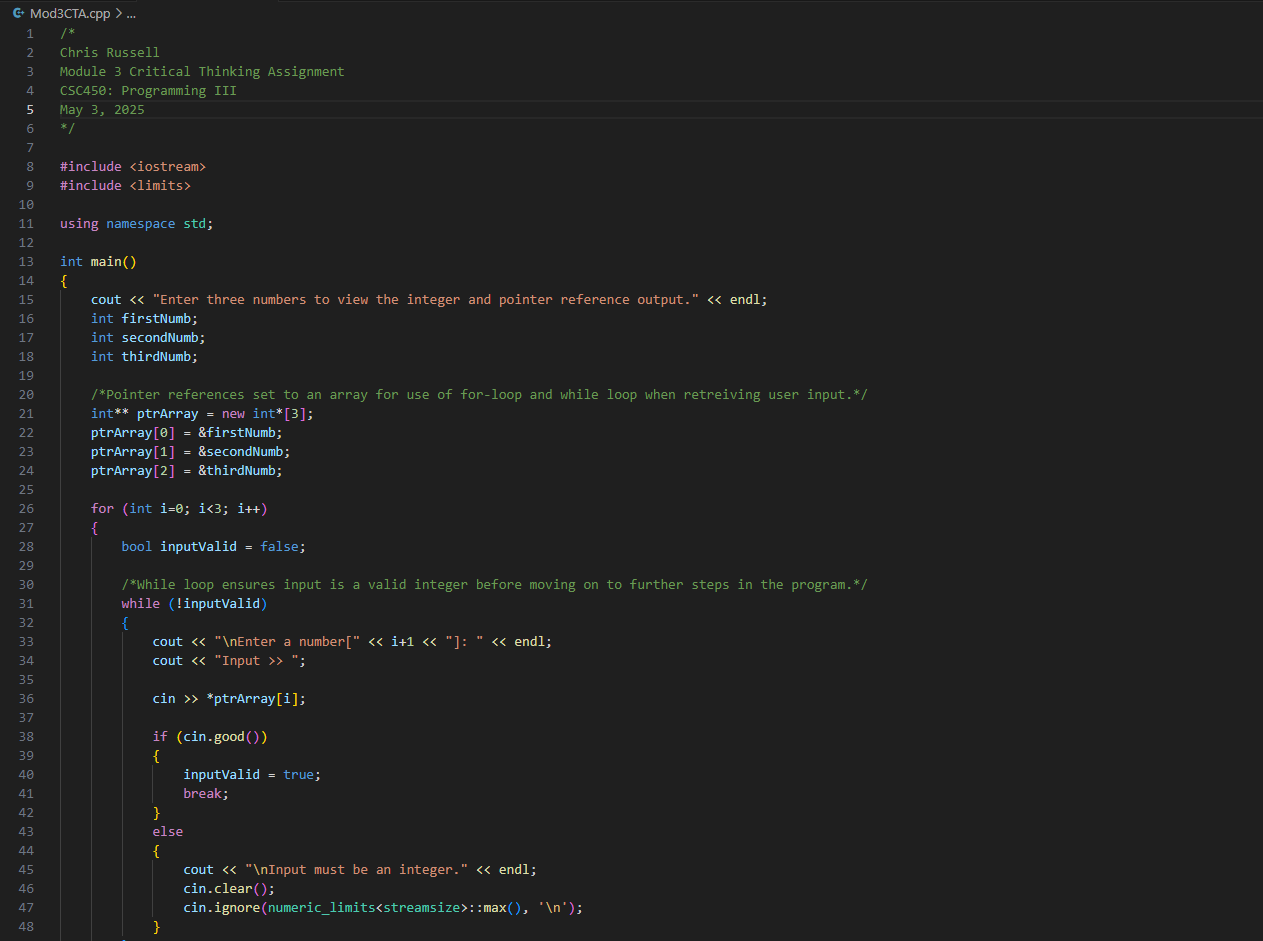 Mod3CTA.cpp > ...
1 /*
2 Chris Russell
3 Module 3 Critical Thinking Assignment
4 CSC450: Programming III
5 May 3, 2025
6 */
7
8 #include <iostream>
9 #include <limits>
10
11 using namespace std;
12
13 int main()
14 {
15     cout << "Enter three numbers to view the integer and pointer reference output." << endl;
16     int firstNumb;
17     int secondNumb;
18     int thirdNumb;
19
20     /*Pointer references set to an array for use of for-loop and while loop when retreiving user input.*/
21     int** ptrArray = new int*[3];
22     ptrArray[0] = &firstNumb;
23     ptrArray[1] = &secondNumb;
24     ptrArray[2] = &thirdNumb;
25
26     for (int i=0; i<3; i++)
27     {
28         bool inputValid = false;
29
30         /*While loop ensures input is a valid integer before moving on to further steps in the program.*/
31         while (!inputValid)
32         {
33             cout << "\nEnter a number[" << i+1 << "]: " << endl;
34             cout << "Input >> ";
35
36             cin >> *ptrArray[i];
37
38             if (cin.good())
39             {
40                 inputValid = true;
41                 break;
42             }
43             else
44             {
45                 cout << "\nInput must be an integer." << endl;
46                 cin.clear();
47                 cin.ignore(numeric_limits<streamsize>::max(), '\n');
48             }